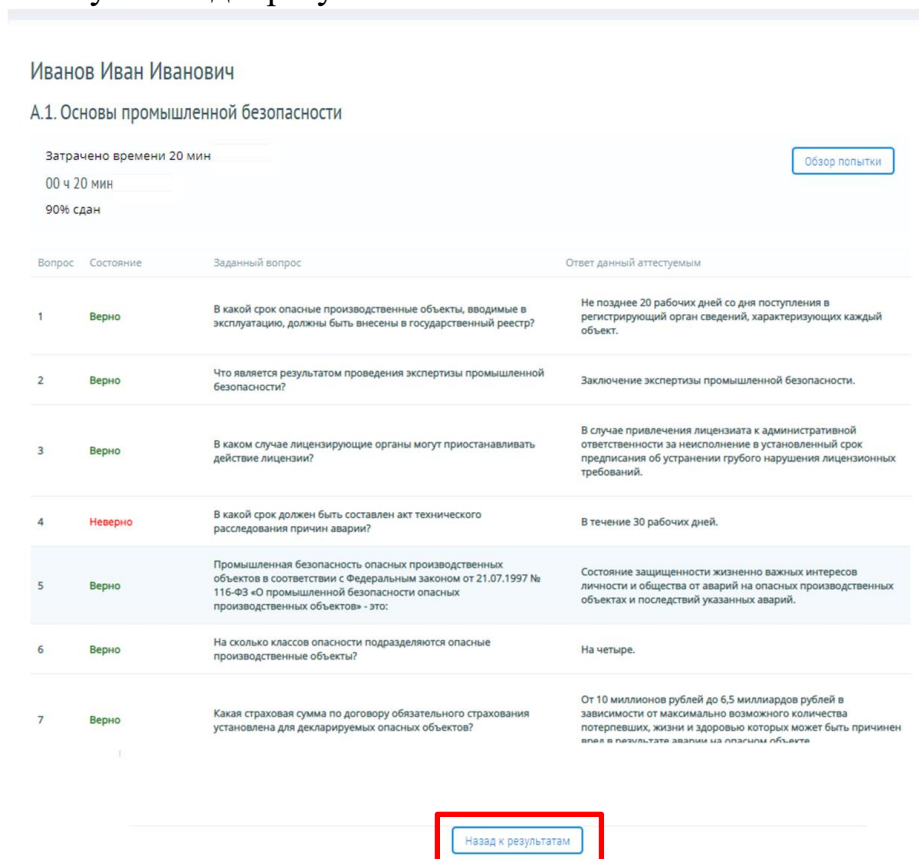 Иванов Иван Иванович
А.1. Основы промышленной безопасности
Затрачено времени 20 мин
Обзор попытки
00 ч 20 мин
90% сдан
Вопрос Состояние Заданный вопрос Ответ данный аттестуемым
1 Верно
В какой срок опасные производственные объекты, вводимые в
эксплуатацию, должны быть внесены в государственный реестр?
Не позднее 20 рабочих дней со дня поступления в
регистрирующий орган сведений, характеризующих каждый
объект.
2 Верно
Что является результатом проведения экспертизы промышленной
безопасности?
Заключение экспертизы промышленной безопасности.
3 Верно
В каком случае лицензирующие органы могут приостанавливать
действие лицензии?
В случае привлечения лицензиата к административной
ответственности за неисполнение в установленный срок
предписания об устранении грубого нарушения лицензионных
требований.
4 Неверно
В какой срок должен быть составлен акт технического
расследования причин аварии?
В течение 30 рабочих дней.
5 Верно
Промышленная безопасность опасных производственных
объектов в соответствии с Федеральным законом от 21.07.1997 №
116-ФЗ «О промышленной безопасности опасных
производственных объектов» - это:
Состояние защищенности жизненно важных интересов
личности и общества от аварий на опасных производственных
объектах и последствий указанных аварий.
6 Верно
На сколько классов опасности подразделяются опасные
производственные объекты?
На четыре.
7 Верно
Какая страховая сумма по договору обязательного страхования
установлена для декларируемых опасных объектов?
От 10 миллионов рублей до 6,5 миллиардов рублей в
зависимости от максимально возможного количества
потерпевших, жизни и здоровью которых может быть причинен
вред в результате аварии на опасном объекте
Назад к результатам